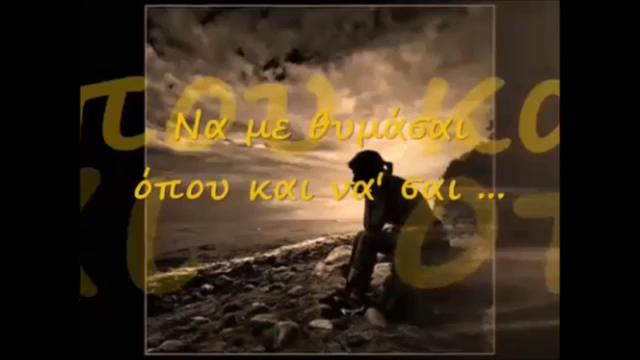 Να με θυμάσαι
όπου και να' σαι ...